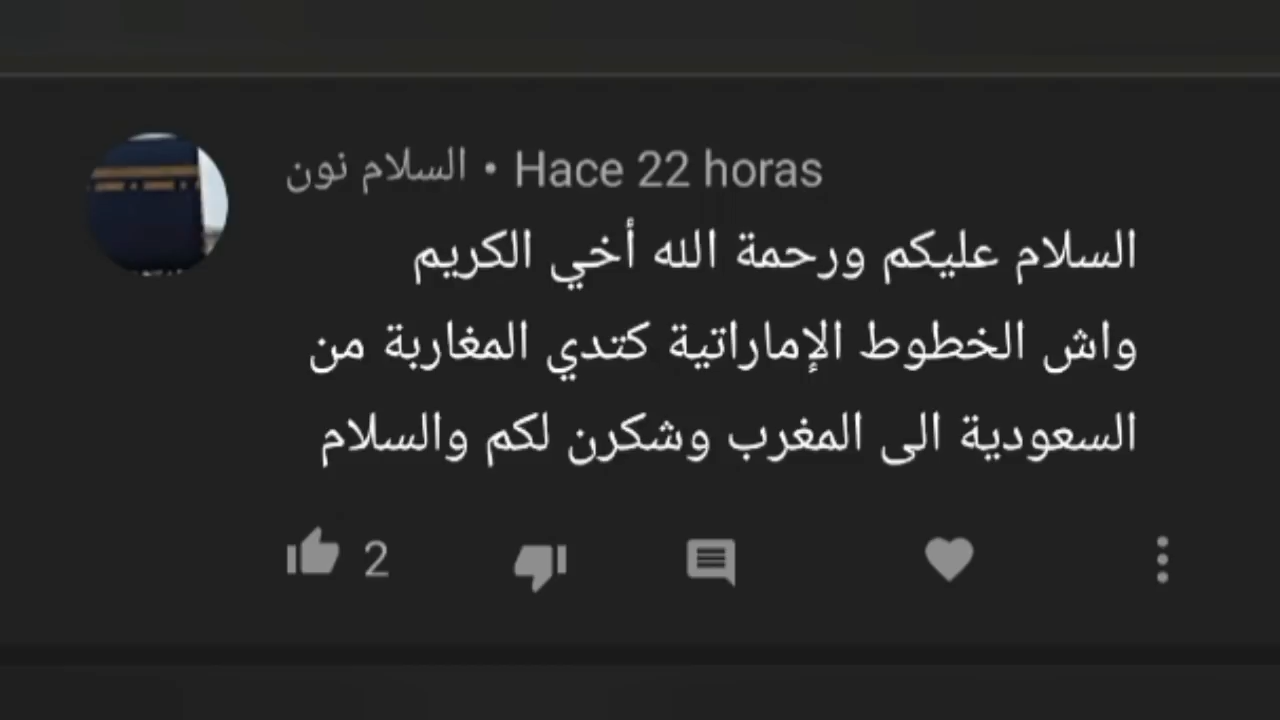 السلام نون • Hace 22 horas
السلام عليكم ورحمة الله أخي الكريم
واش الخطوط الإماراتية كتدي المغاربة من
السعودية الى المغرب وشكرن لكم والسلام
2